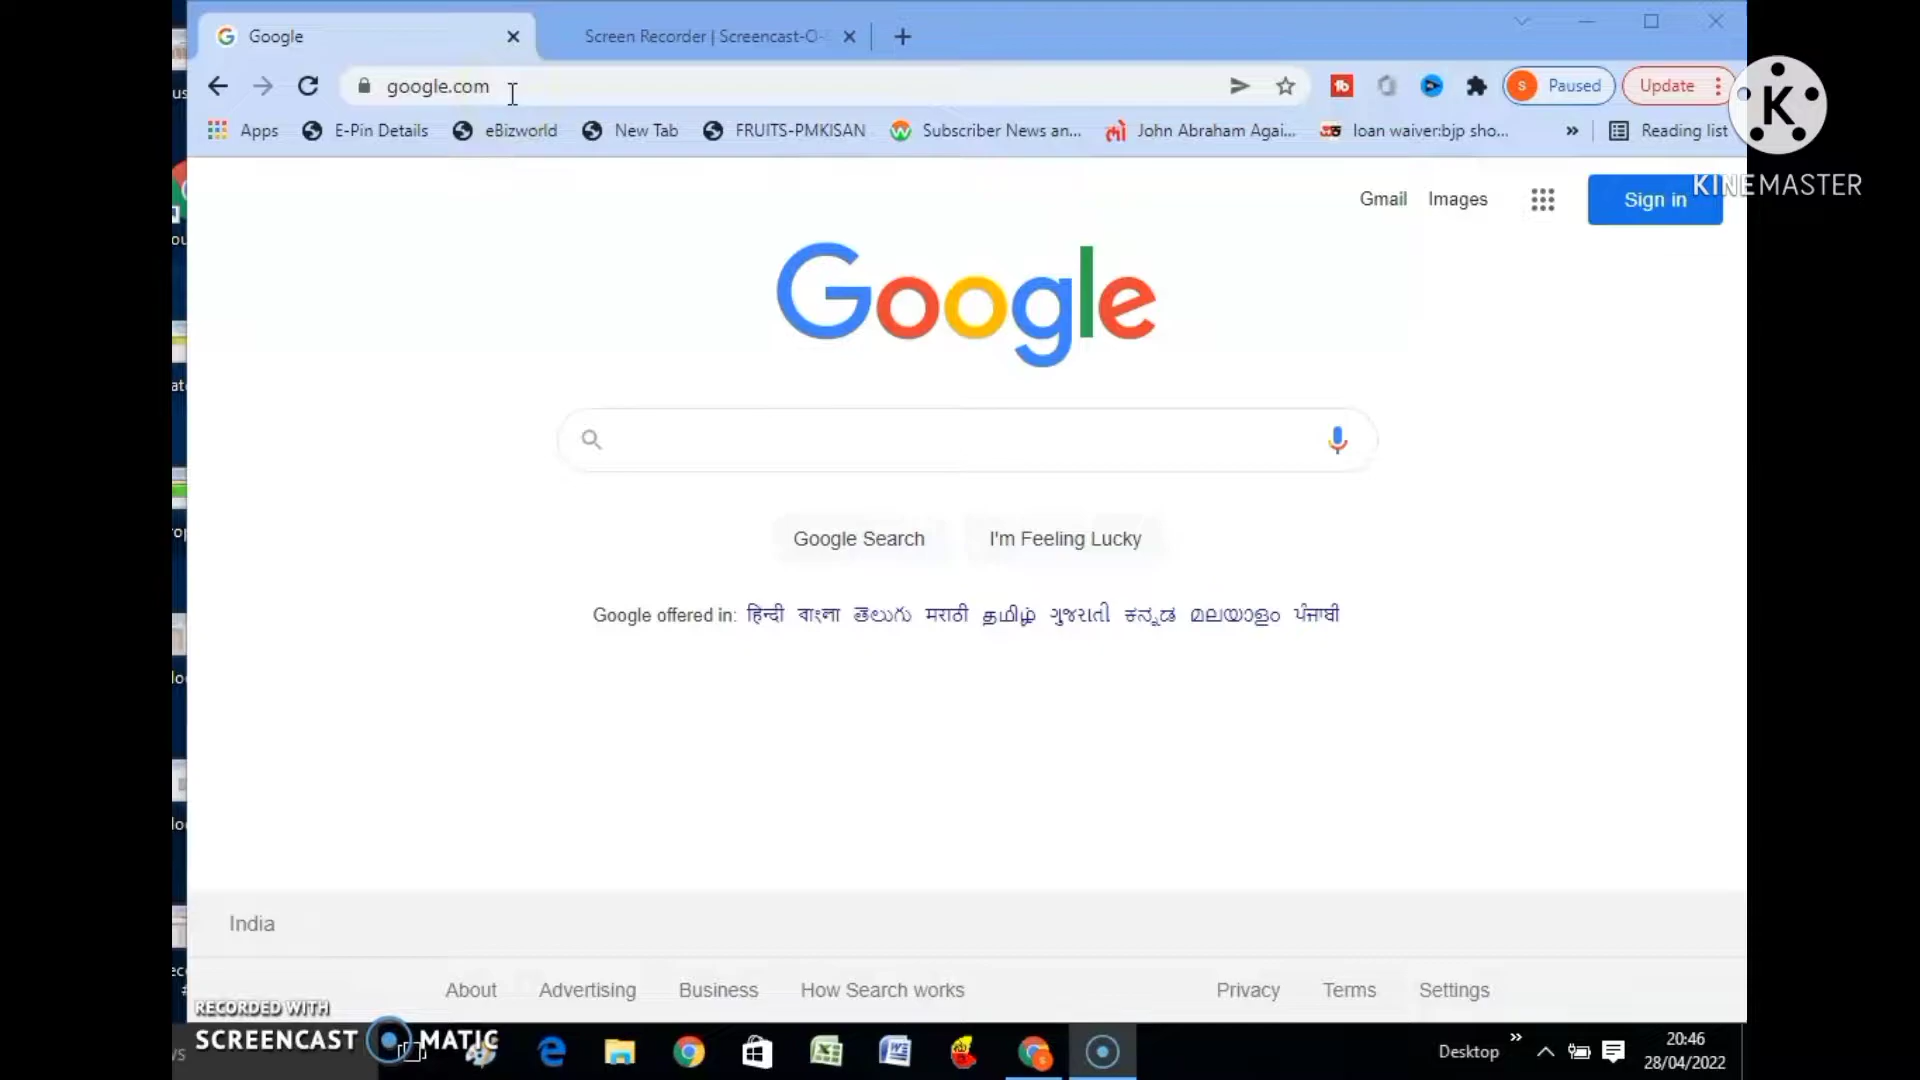 Google
Screen Recorder | Screencast-O-
google.com
Paused
Update
Apps
E-Pin Details
eBizworld
New Tab
FRUITS-PMKISAN
Subscriber News an...
John Abraham Agai...
loan waiver:bjp sho...
»
Reading list
K
KINEMASTER
Gmail
Images
Sign in
Google
Google Search
I'm Feeling Lucky
Google offered in: हिन्दी বাংলা తెలుగు मराठी தமிழ் ગુજરાતી ಕನ್ನಡ മലയാളം ਪੰਜਾਬੀ
India
About
Advertising
Business
How Search works
Privacy
Terms
Settings
RECORDED WITH
SCREENCAST MATIC
Desktop
»
20:46
28/04/2022